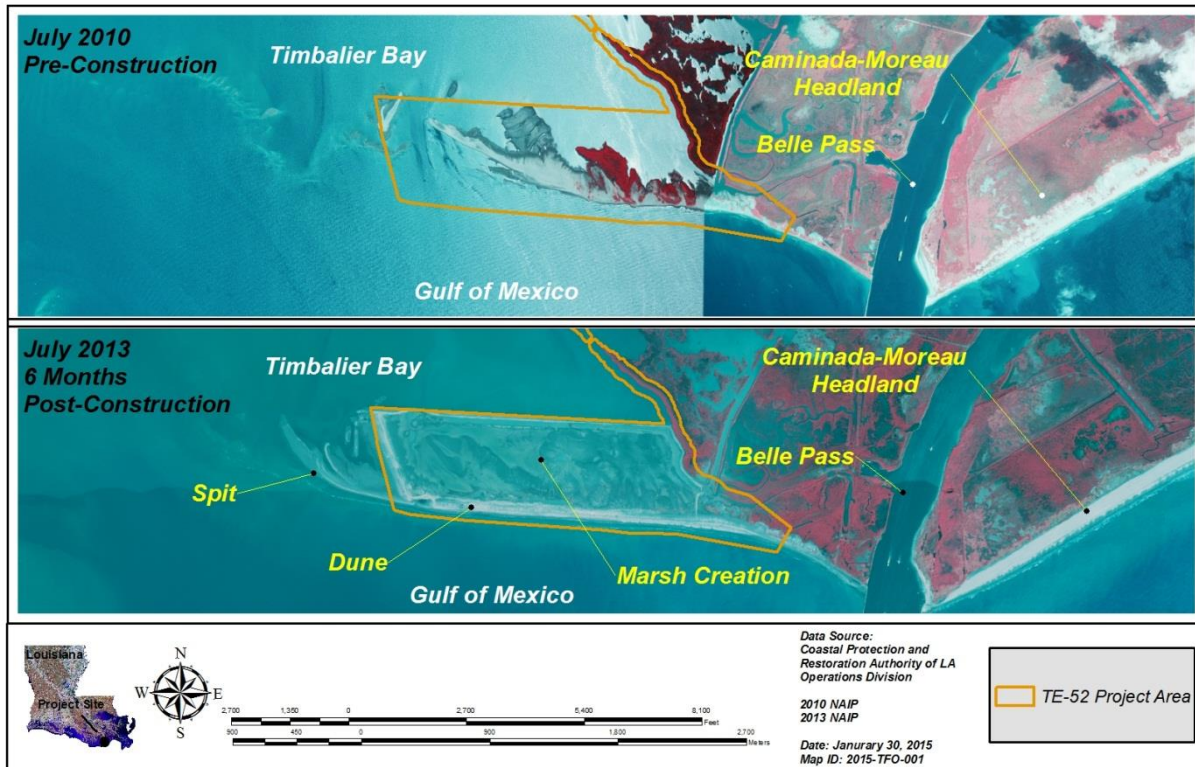 July 2010
Pre-Construction
Timbalier Bay
Caminada-Moreau
Headland
Belle Pass
Gulf of Mexico
July 2013
6 Months
Post-Construction
Timbalier Bay
Caminada-Moreau
Headland
Belle Pass
Spit
Dune
Marsh Creation
Gulf of Mexico
Louisiana
Project Site
N
W E
S
2,700 1,350 0 2,700 5,400 8,100
Feet
900 450 0 900 1,800 2,700
Meters
Data Source:
Coastal Protection and
Restoration Authority of LA
Operations Division
2010 NAIP
2013 NAIP
Date: Janurary 30, 2015
Map ID: 2015-TFO-001
TE-52 Project Area